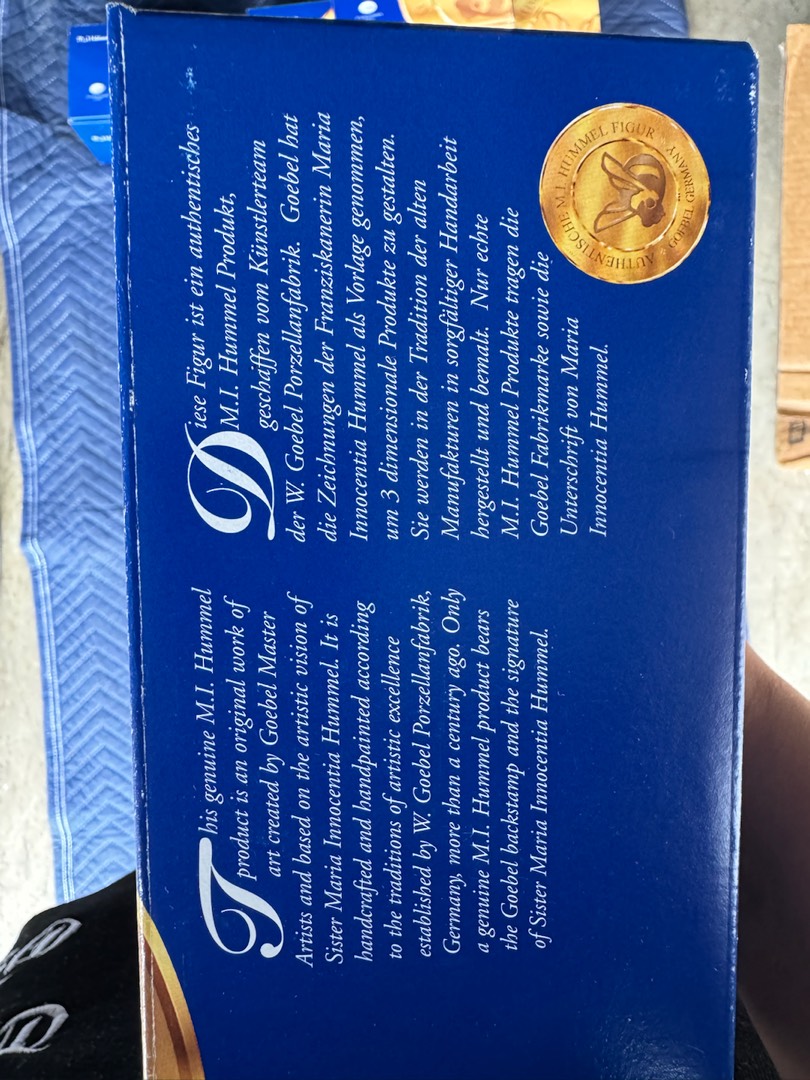 This genuine M.I. Hummel
product is an original work of
art created by Goebel Master
Artists and based on the artistic vision of
Sister Maria Innocentia Hummel. It is
handcrafted and handpainted according
to the traditions of artistic excellence
established by W. Goebel Porzellanfabrik,
Germany, more than a century ago. Only
a genuine M.I. Hummel product bears
the Goebel backstamp and the signature
of Sister Maria Innocentia Hummel.
Diese Figur ist ein authentisches
M.I. Hummel Produkt,
geschaffen vom Künstlerteam
der W. Goebel Porzellanfabrik. Goebel hat
die Zeichnungen der Franziskanerin Maria
Innocentia Hummel als Vorlage genommen,
um 3 dimensionale Produkte zu gestalten.
Sie werden in der Tradition der alten
Manufakturen in sorgfältiger Handarbeit
hergestellt und bemalt. Nur echte
M.I. Hummel Produkte tragen die
Goebel Fabrikmarke sowie die
Unterschrift von Maria
Innocentia Hummel.
AUTHENTISCHE M.I. HUMMEL FIGUR
GOEBEL GERMANY